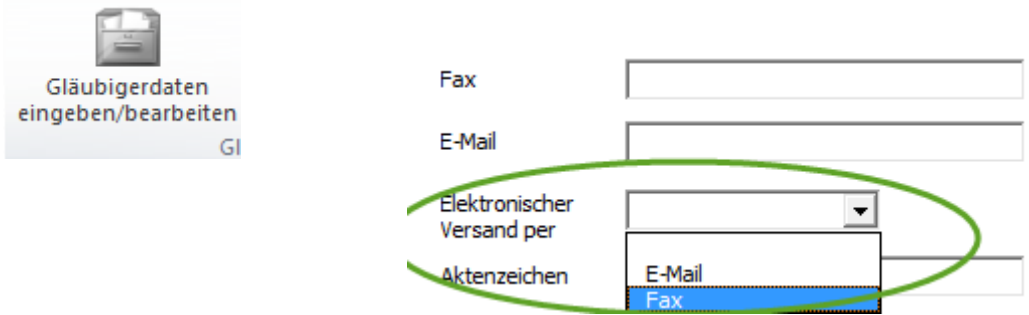 Gläubigerdaten
eingeben/bearbeiten
Gl
Fax
E-Mail
Elektronischer
Versand per
Aktenzeichen
E-Mail
Fax